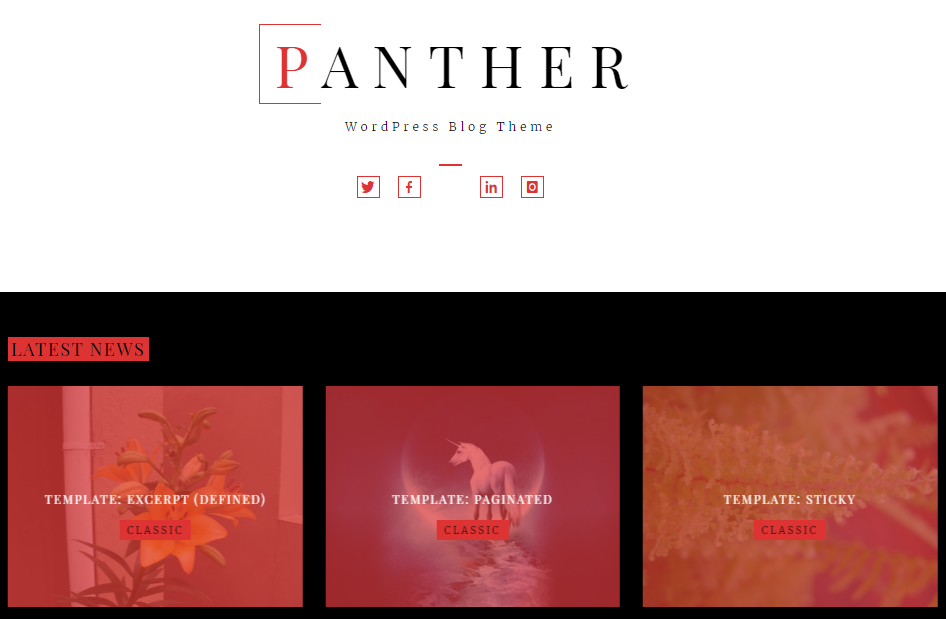 PANTHER
WordPress Blog Theme
LATEST NEWS
TEMPLATE: EXCERPT (DEFINED)
CLASSIC
TEMPLATE: PAGINATED
CLASSIC
TEMPLATE: STICKY
CLASSIC